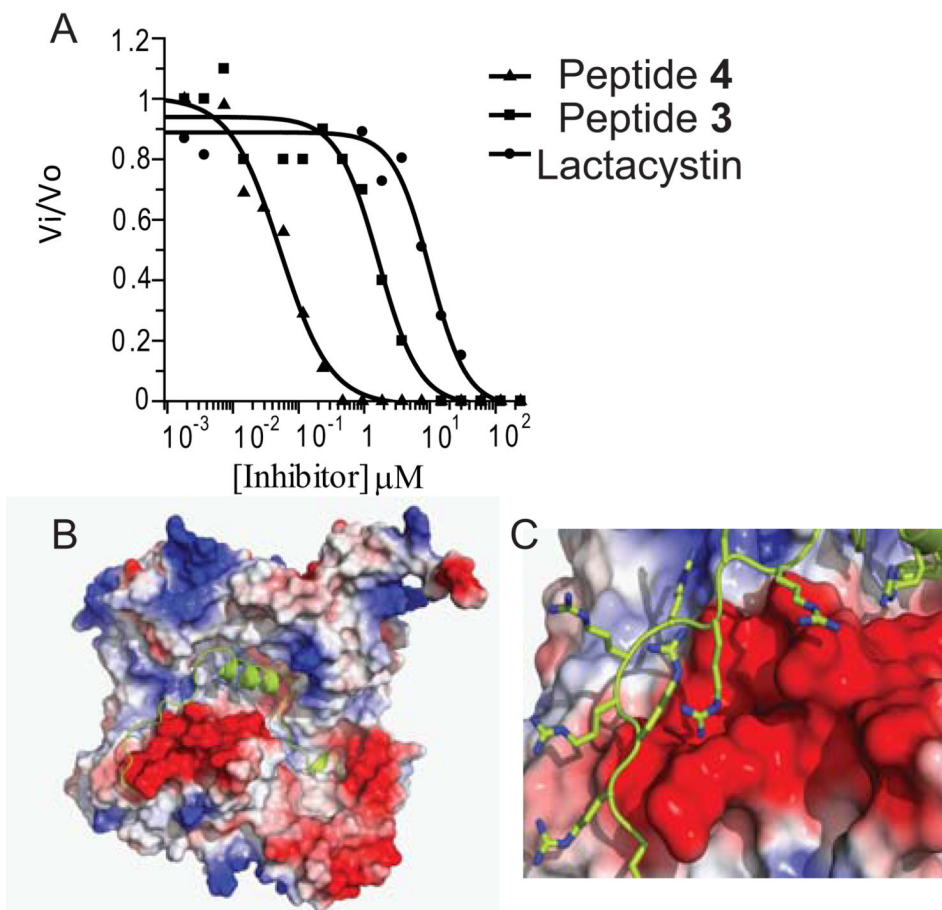 A
1.2
1
0.8
0.6
0.4
0.2
0
Vi/Vo
10⁻³ 10⁻² 10⁻¹ 1 10¹ 10²
[Inhibitor] μM
Peptide 4
Peptide 3
Lactacystin
B
C